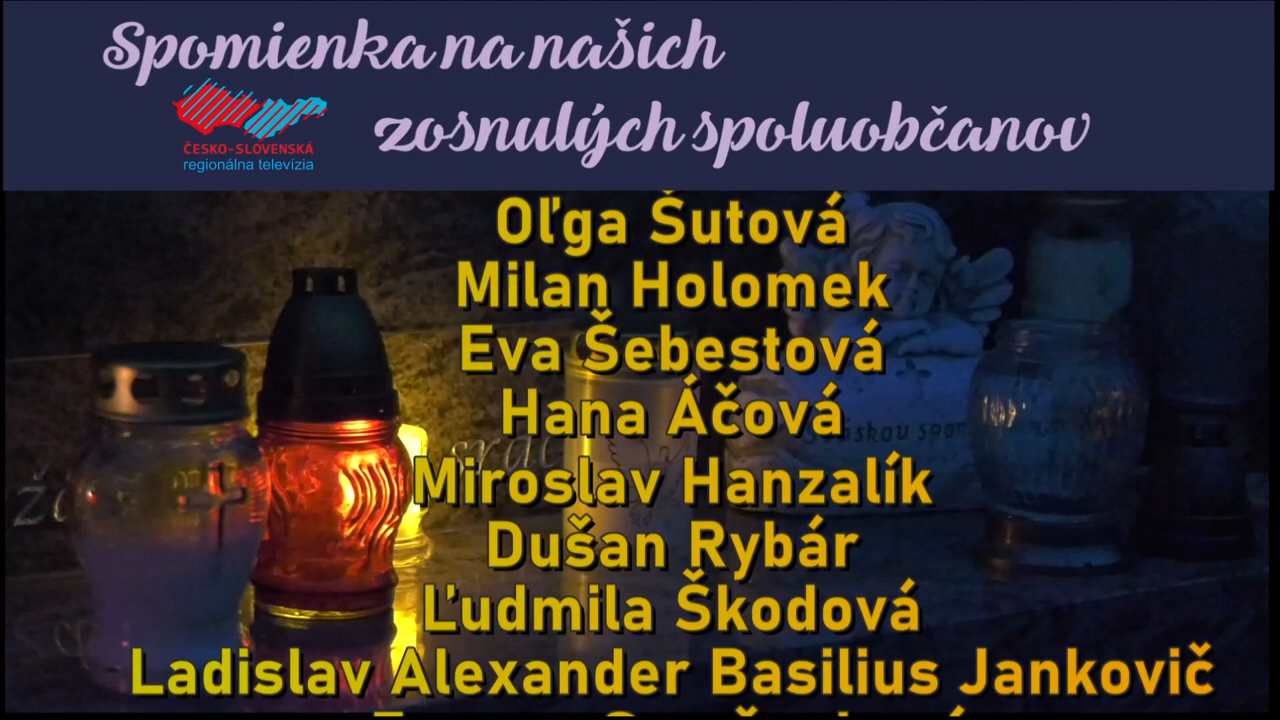 Spomienka na našich
zosnulých spoluobčanov
ČESKO-SLOVENSKÁ
regionálna televízia
Oľga Šutová
Milan Holomek
Eva Šebestová
Hana Áčová
Miroslav Hanzalík
Dušan Rybár
Ľudmila Škodová
Ladislav Alexander Basilius Jankovič